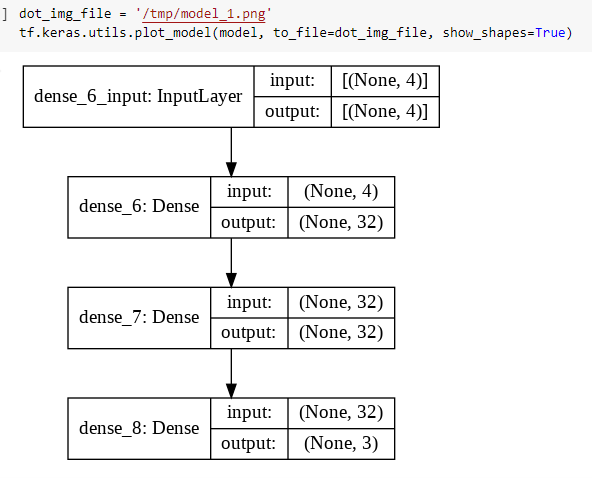 ] dot_img_file = '/tmp/model_1.png'
tf.keras.utils.plot_model(model, to_file=dot_img_file, show_shapes=True)
dense_6_input: InputLayer
input: [(None, 4)]
output: [(None, 4)]
dense_6: Dense
input: (None, 4)
output: (None, 32)
dense_7: Dense
input: (None, 32)
output: (None, 32)
dense_8: Dense
input: (None, 32)
output: (None, 3)